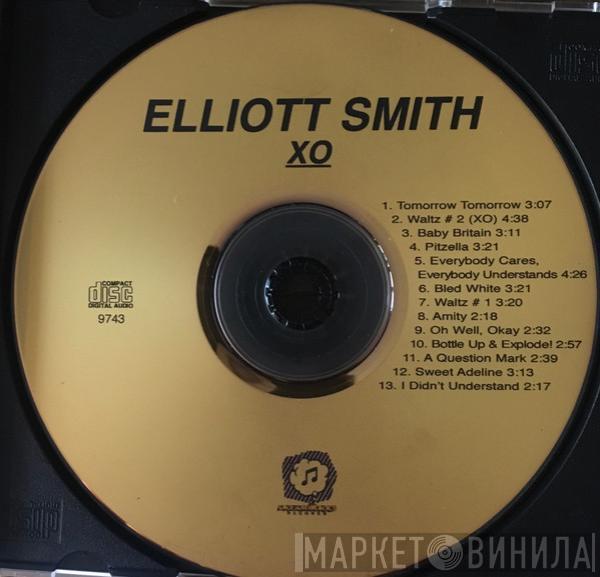 ELLIOTT SMITH
XO
1. Tomorrow Tomorrow 3:07
2. Waltz # 2 (XO) 4:38
3. Baby Britain 3:11
4. Pitzella 3:21
5. Everybody Cares,
Everybody Understands 4:26
6. Bled White 3:21
7. Waltz # 1 3:20
8. Amity 2:18
9. Oh Well, Okay 2:32
10. Bottle Up & Explode! 2:57
11. A Question Mark 2:39
12. Sweet Adeline 3:13
13. I Didn't Understand 2:17
COMPACT
disc
DIGITAL AUDIO
9743
МАРКЕТ ВИНИЛА